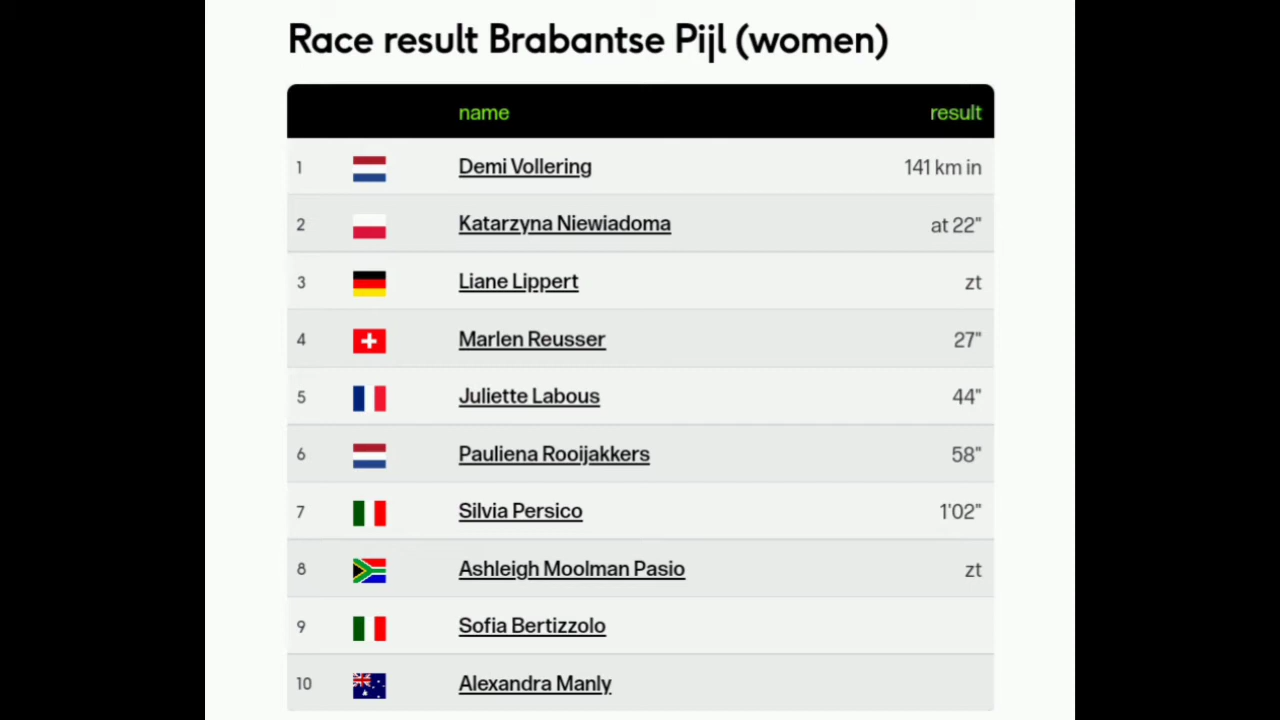 Race result Brabantse Pijl (women)
name result
1 Demi Vollering 141 km in
2 Katarzyna Niewiadoma at 22"
3 Liane Lippert zt
4 Marlen Reusser 27"
5 Juliette Labous 44"
6 Pauliena Rooijakkers 58"
7 Silvia Persico 1'02"
8 Ashleigh Moolman Pasio zt
9 Sofia Bertizzolo
10 Alexandra Manly